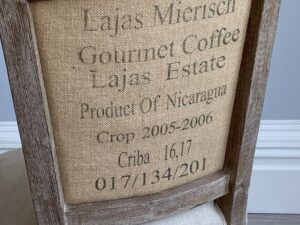 Lajas Mierisch
Gourmet Coffee
Lajas Estate
Product Of Nicaragua
Crop 2005-2006
Criba 16,17
017/134/201